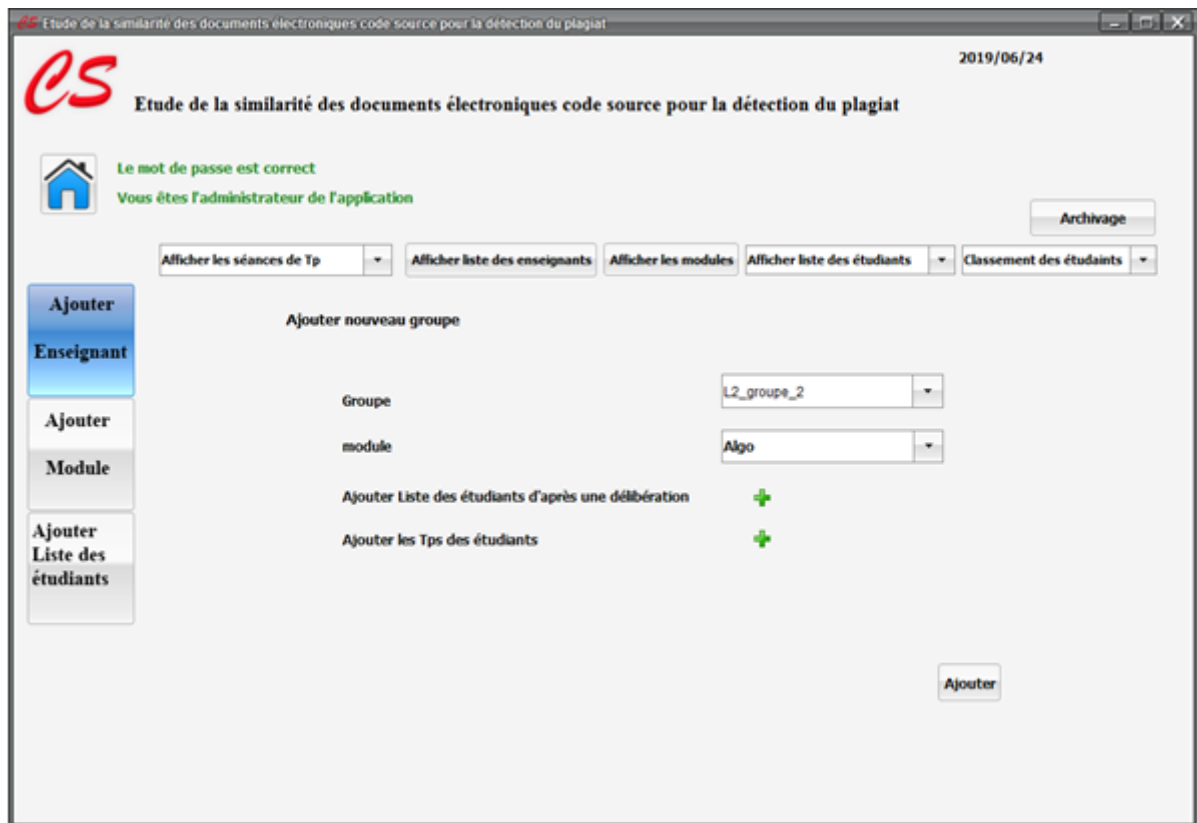 CS Etude de la similarité des documents électroniques code source pour la détection du plagiat
2019/06/24
CS
Etude de la similarité des documents électroniques code source pour la détection du plagiat
Le mot de passe est correct
Vous êtes l'administrateur de l'application
Archivage
Afficher les séances de Tp Afficher liste des enseignants Afficher les modules Afficher liste des étudiants Classement des étudaints
Ajouter
Enseignant
Ajouter
Module
Ajouter
Liste des
étudiants
Ajouter nouveau groupe
Groupe L2_groupe_2
module Algo
Ajouter Liste des étudiants d'après une délibération
Ajouter les Tps des étudiants
Ajouter